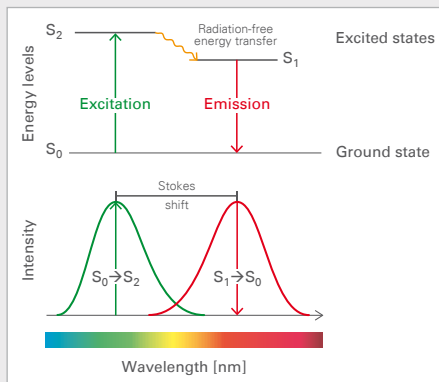 Energy levels
S₂
Radiation-free
energy transfer
Excited states
S₁
Excitation
Emission
S₀
Ground state
Intensity
Stokes
shift
S₀→S₂
S₁→S₀
Wavelength [nm]